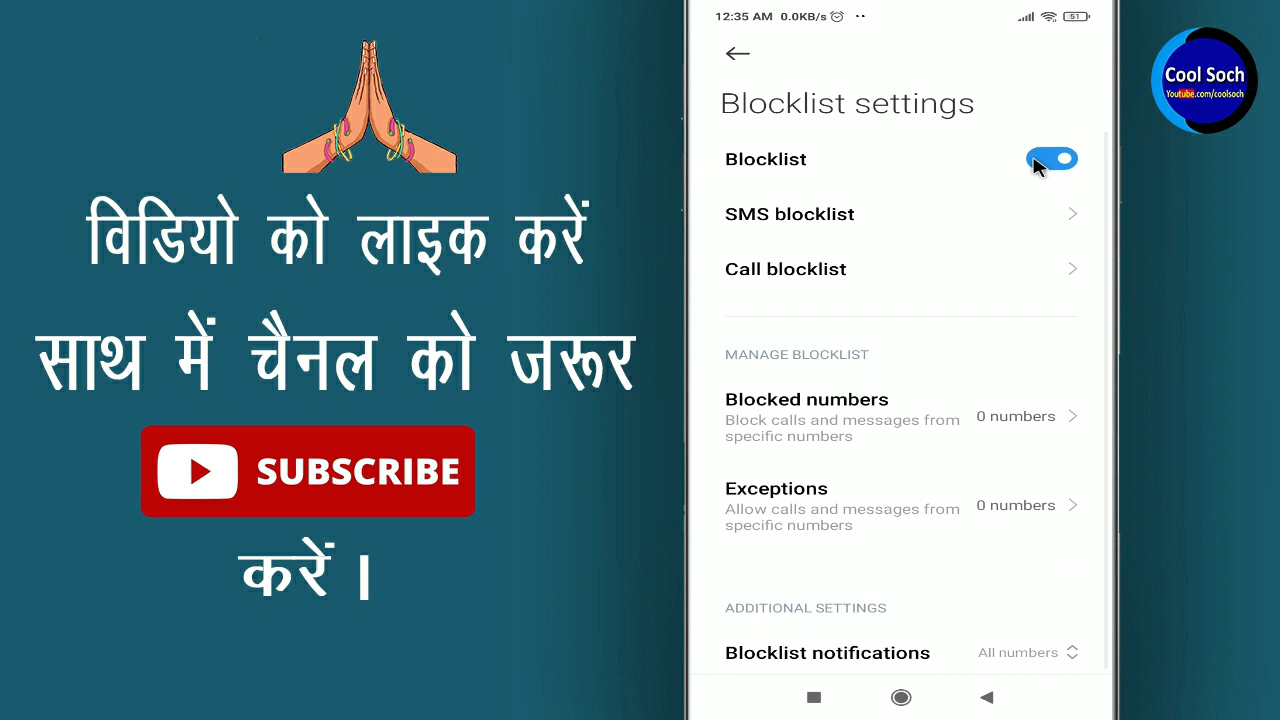 विडियो को लाइक करें
साथ में चैनल को जरूर
SUBSCRIBE
करें ।
12:35 AM 0.0KB/s
51
Blocklist settings
Blocklist
SMS blocklist
Call blocklist
MANAGE BLOCKLIST
Blocked numbers
Block calls and messages from
specific numbers
0 numbers
Exceptions
Allow calls and messages from
specific numbers
0 numbers
ADDITIONAL SETTINGS
Blocklist notifications
All numbers
Cool Soch
Youtube.com/coolsoch